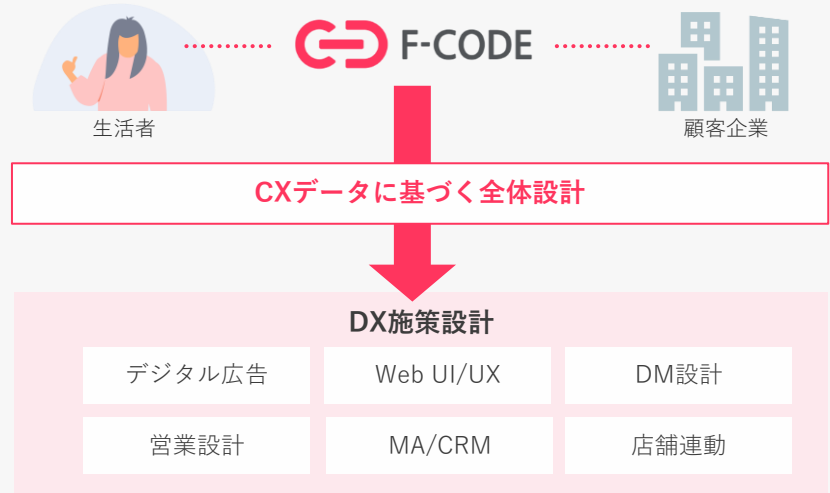 F-CODE
生活者
顧客企業
CXデータに基づく全体設計
DX施策設計
デジタル広告
Web UI/UX
DM設計
営業設計
MA/CRM
店舗連動